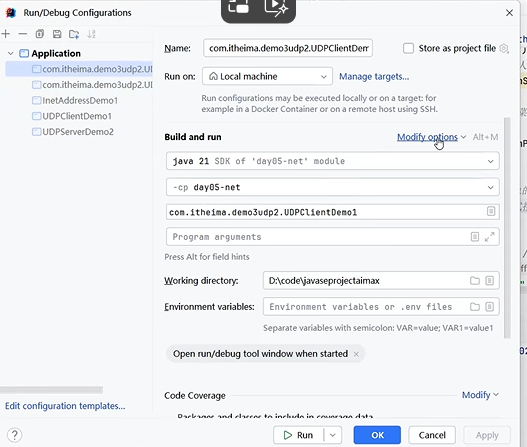 Run/Debug Configurations
Name: com.itheima.demo3udp2.UDPClientDem
Store as project file
Application
com.itheima.demo3udp2.UI
com.itheima.demo3udp2.UI
InetAddressDemo1
UDPClientDemo1
UDPServerDemo2
Run on: Local machine Manage targets...
Run configurations may be executed locally or on a target: for
example in a Docker Container or on a remote host using SSH.
Build and run Modify options Alt+M
java 21 SDK of 'day05-net' module
-cp day05-net
com.itheima.demo3udp2.UDPClientDemo1
Program arguments
Press Alt for field hints
Working directory: D:\code\javaseprojectaimax
Environment variables: Environment variables or .env files
Separate variables with semicolon: VAR=value; VAR1=value1
Open run/debug tool window when started ×
Code Coverage Modify
Packages and classes to include in coverage data
Edit configuration templates...
? Run OK Cancel Apply